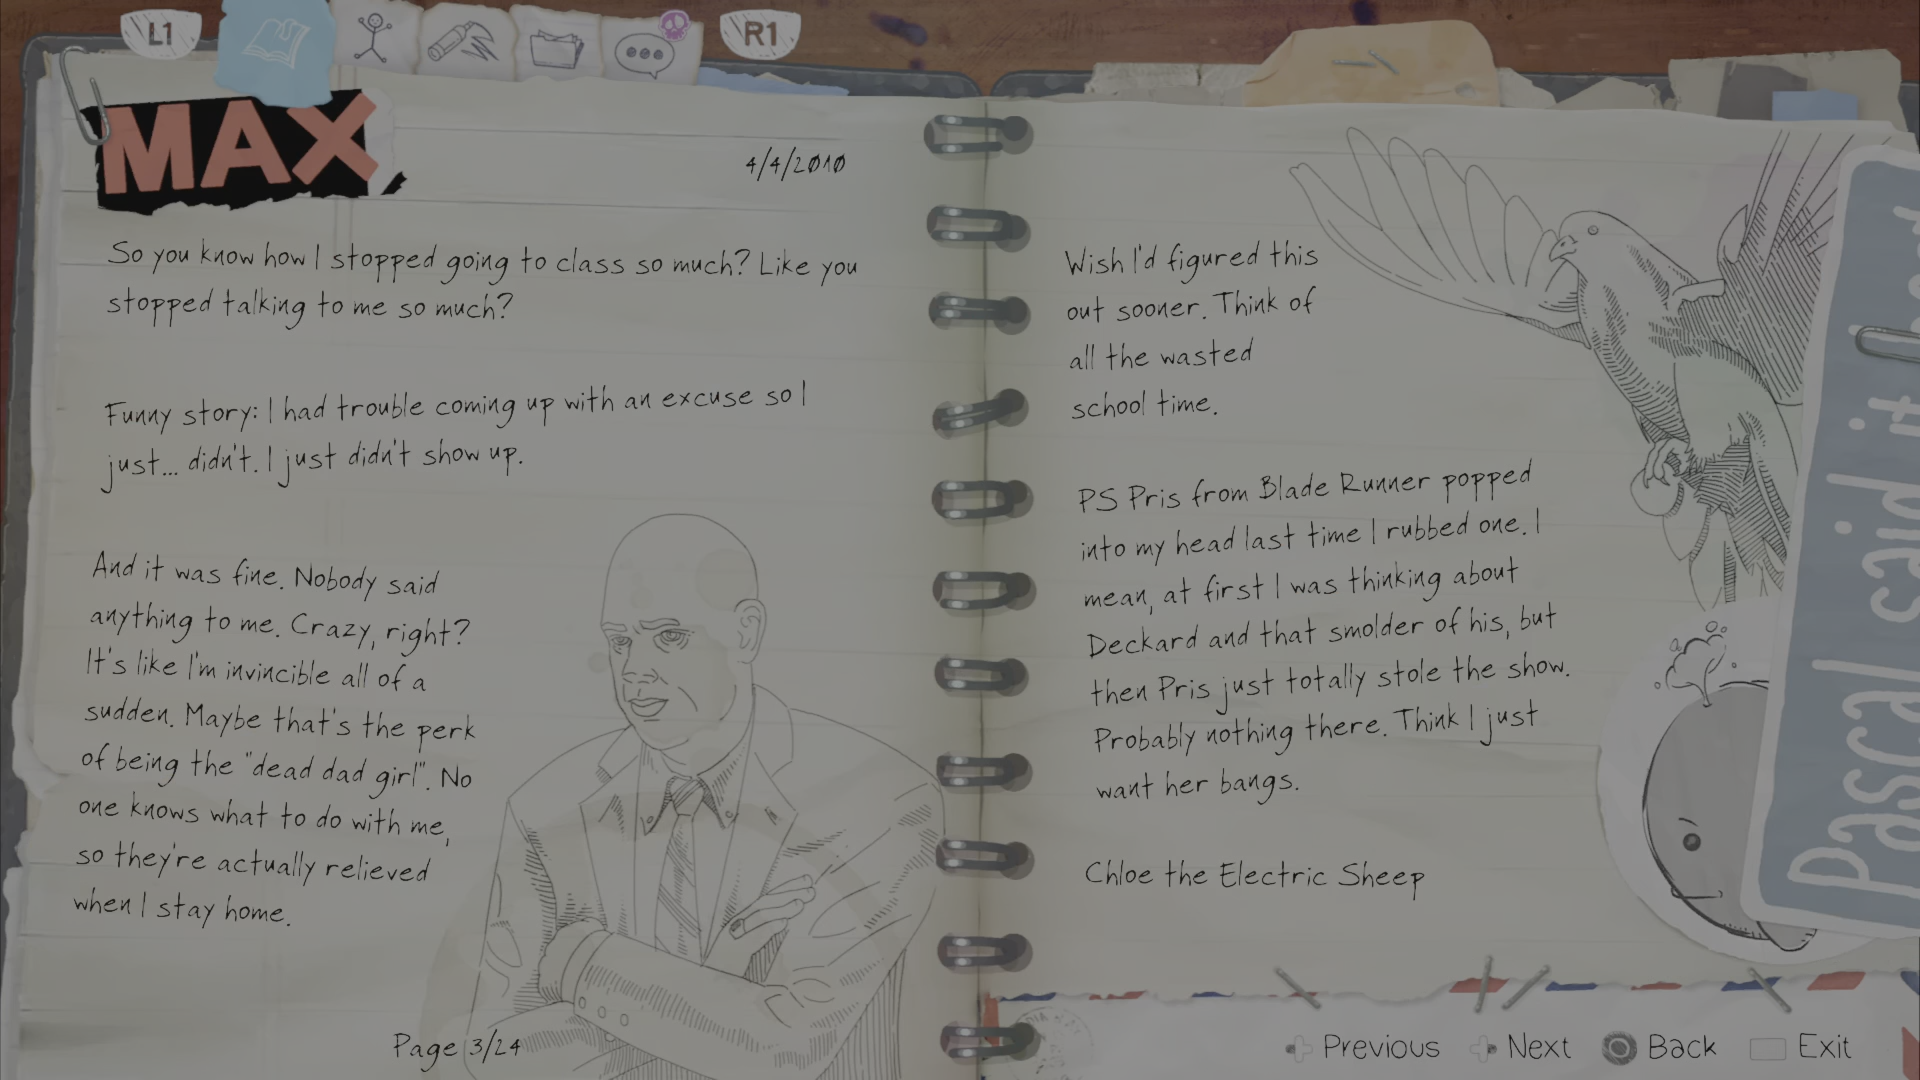 L1
R1
MAX
4/4/2010
So you know how I stopped going to class so much? Like you
stopped talking to me so much?
Funny story: I had trouble coming up with an excuse so I
just... didn't. I just didn't show up.
And it was fine. Nobody said
anything to me. Crazy, right?
It's like I'm invincible all of a
sudden. Maybe that's the perk
of being the "dead dad girl". No
one knows what to do with me,
so they're actually relieved
when I stay home.
Page 3/24
Wish I'd figured this
out sooner. Think of
all the wasted
school time.
PS Pris from Blade Runner popped
into my head last time I rubbed one. I
mean, at first I was thinking about
Deckard and that smolder of his, but
then Pris just totally stole the show.
Probably nothing there. Think I just
want her bangs.
Chloe the Electric Sheep
Pascal said it
Previous
Next
Back
Exit